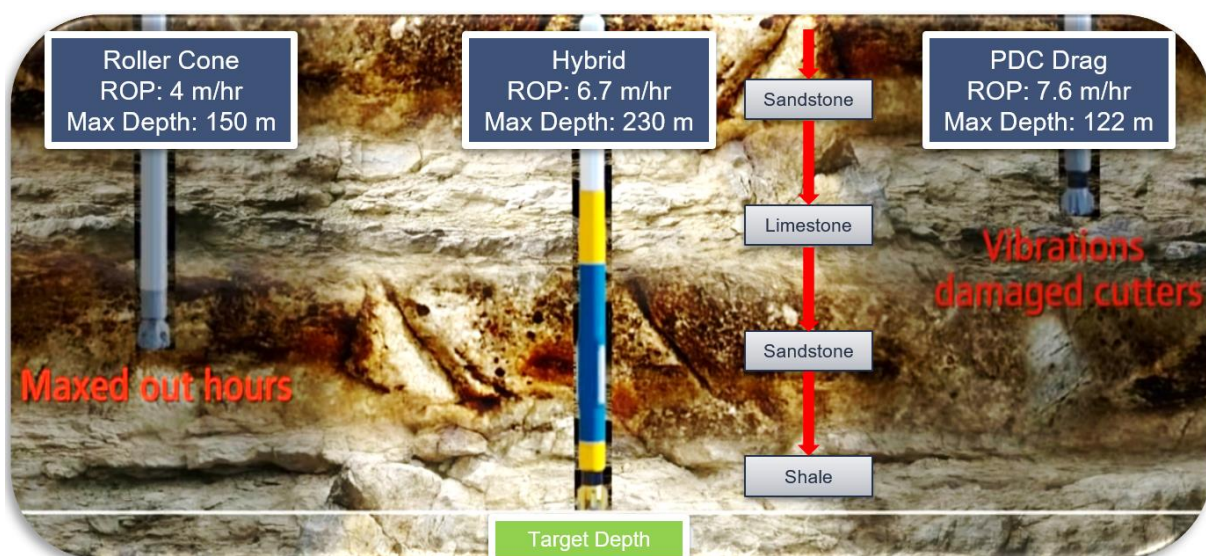 Roller Cone
ROP: 4 m/hr
Max Depth: 150 m
Hybrid
ROP: 6.7 m/hr
Max Depth: 230 m
PDC Drag
ROP: 7.6 m/hr
Max Depth: 122 m
Sandstone
Limestone
Vibrations
damaged cutters
Sandstone
Maxed out hours
Shale
Target Depth